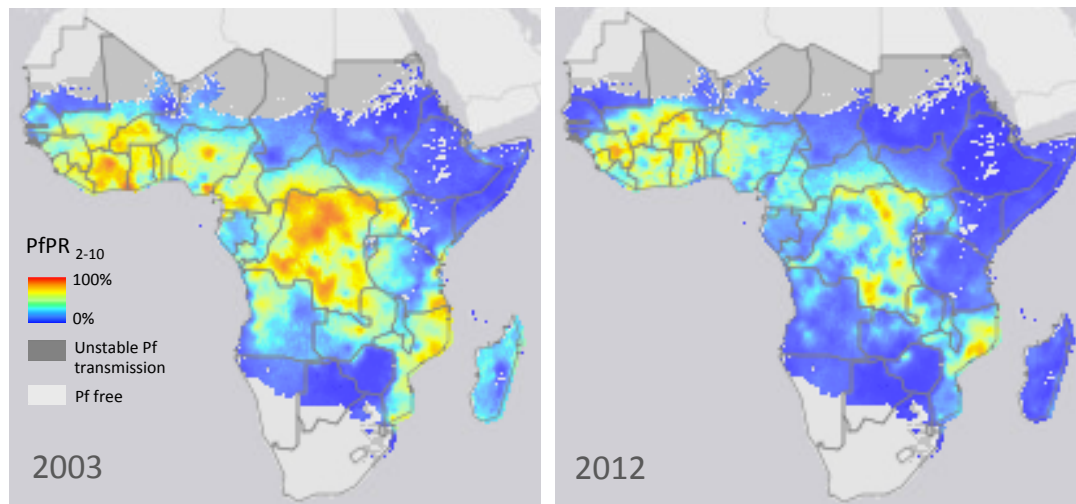 PfPR 2-10
100%
0%
Unstable Pf
transmission
Pf free
2003
2012